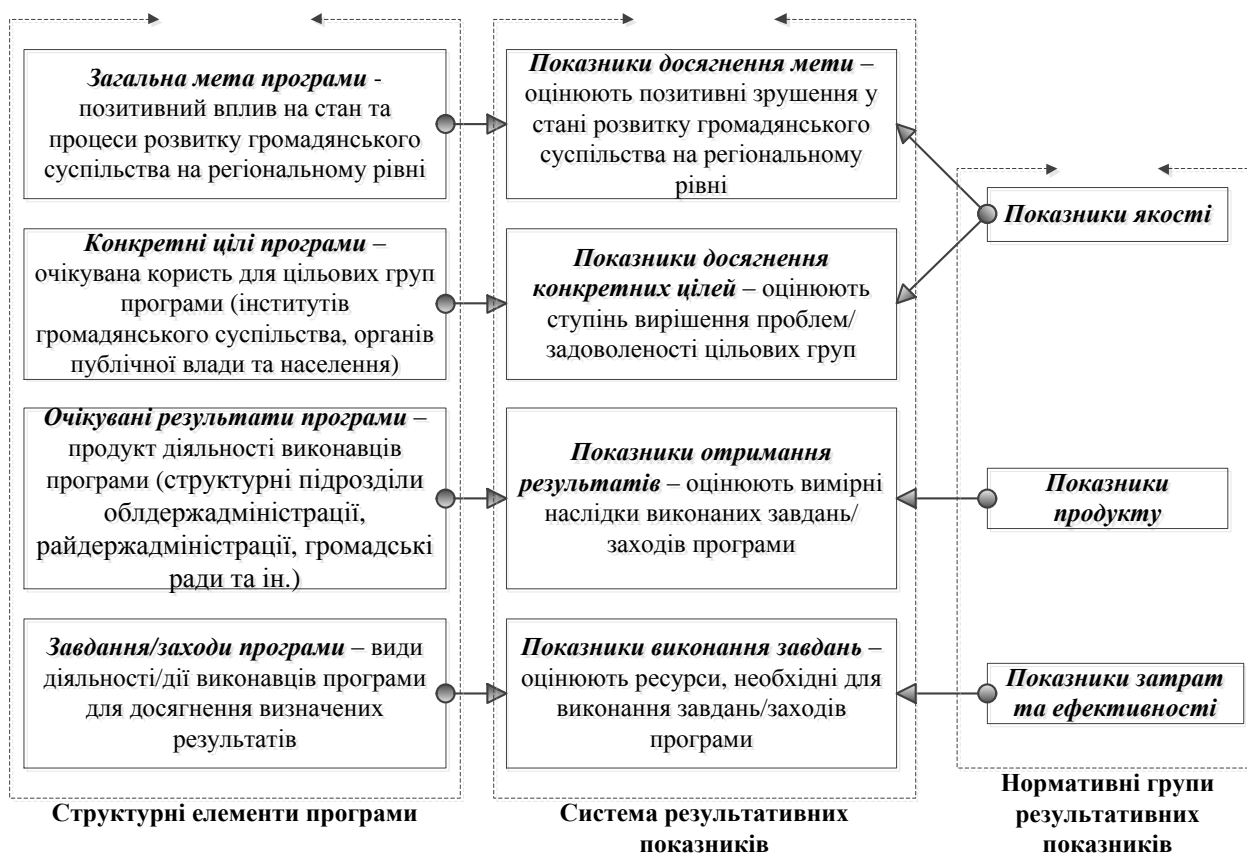 Загальна мета програми -
позитивний вплив на стан та
процеси розвитку громадянського
суспільства на регіональному рівні
Конкретні цілі програми –
очікувана користь для цільових груп
програми (інститутів
громадянського суспільства, органів
публічної влади та населення)
Очікувані результати програми –
продукт діяльності виконавців
програми (структурні підрозділи
облдержадміністрації,
райдержадміністрації, громадські
ради та ін.)
Завдання/заходи програми – види
діяльності/дії виконавців програми
для досягнення визначених
результатів
Структурні елементи програми
Показники досягнення мети –
оцінюють позитивні зрушення у
стані розвитку громадянського
суспільства на регіональному
рівні
Показники досягнення
конкретних цілей – оцінюють
ступінь вирішення проблем/
задоволеності цільових груп
Показники отримання
результатів – оцінюють вимірні
наслідки виконаних завдань/
заходів програми
Показники виконання завдань –
оцінюють ресурси, необхідні для
виконання завдань/заходів
програми
Система результативних
показників
Показники якості
Показники
продукту
Показники затрат
та ефективності
Нормативні групи
результативних
показників